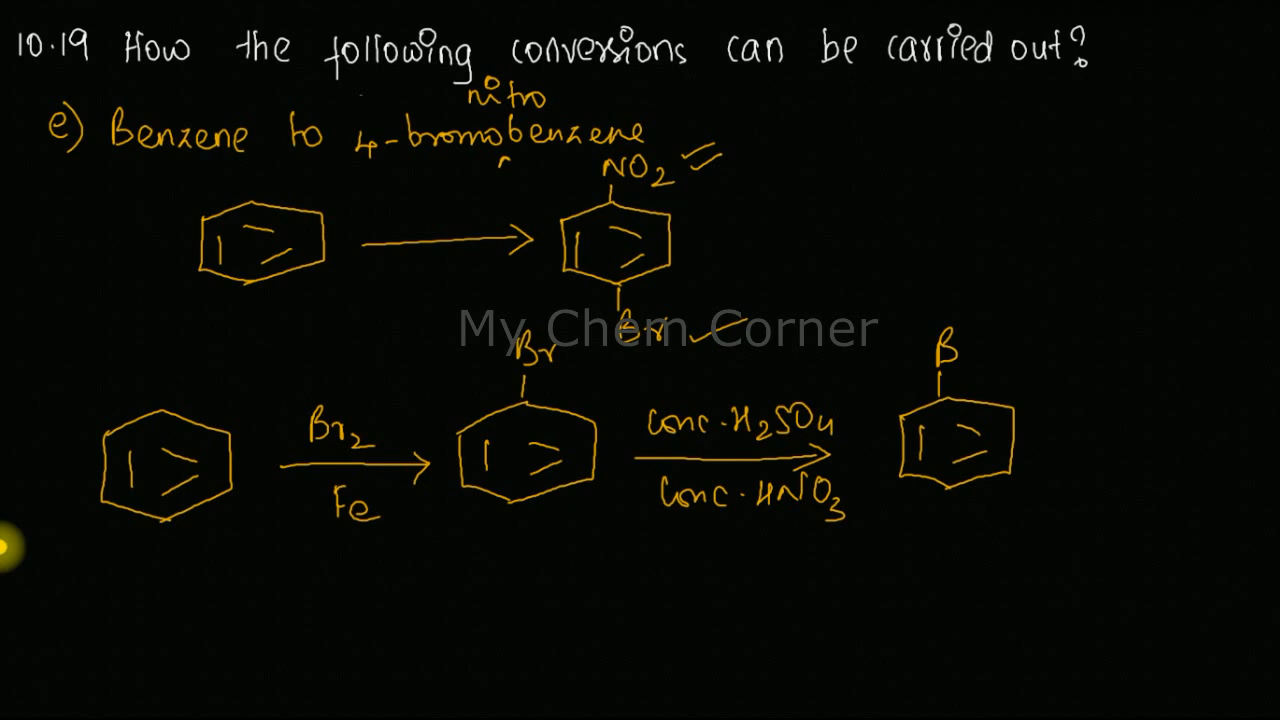 10.19 How the following conversions can be carried out?
nitro
e) Benzene to 4-bromobenzene
NO2
Br
My Chem Corner
Br
B
Br2
conc. H2SO4
Fe
Conc. HNO3